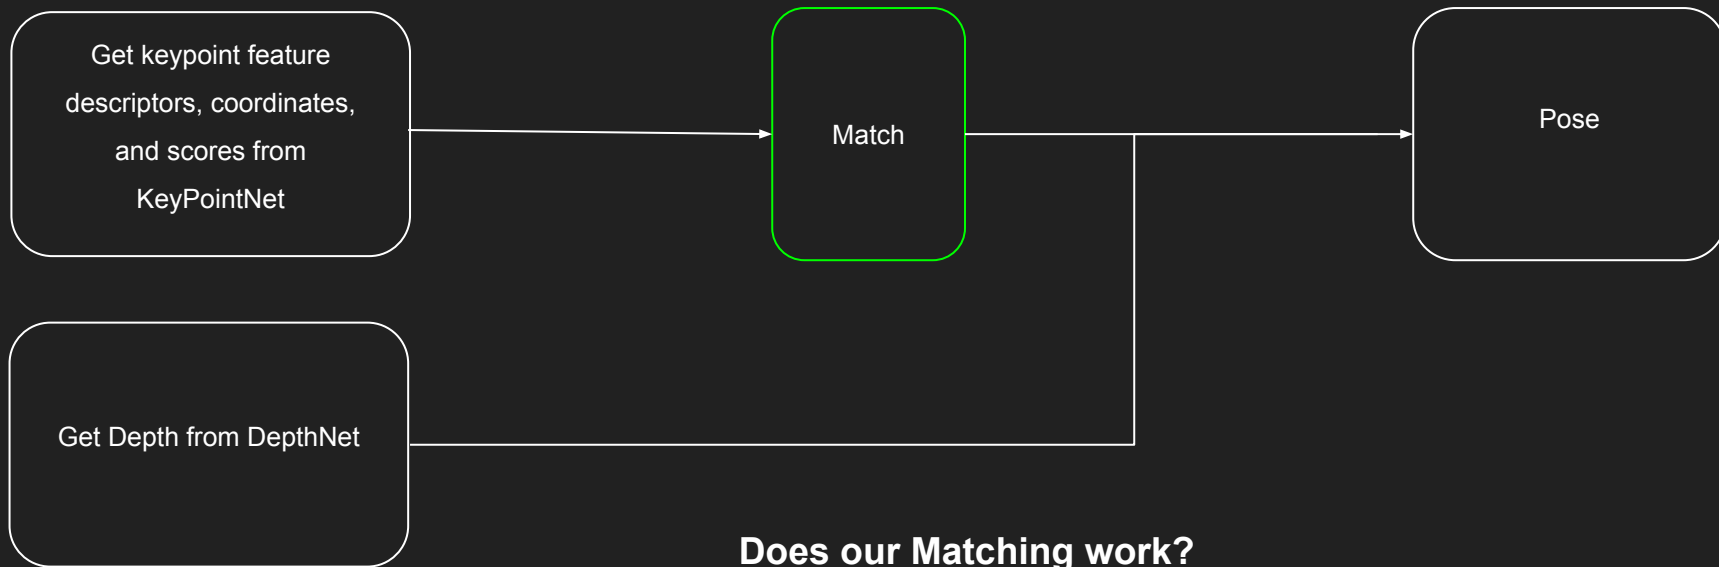 Get keypoint feature
descriptors, coordinates,
and scores from
KeyPointNet
Match
Pose
Get Depth from DepthNet
Does our Matching work?